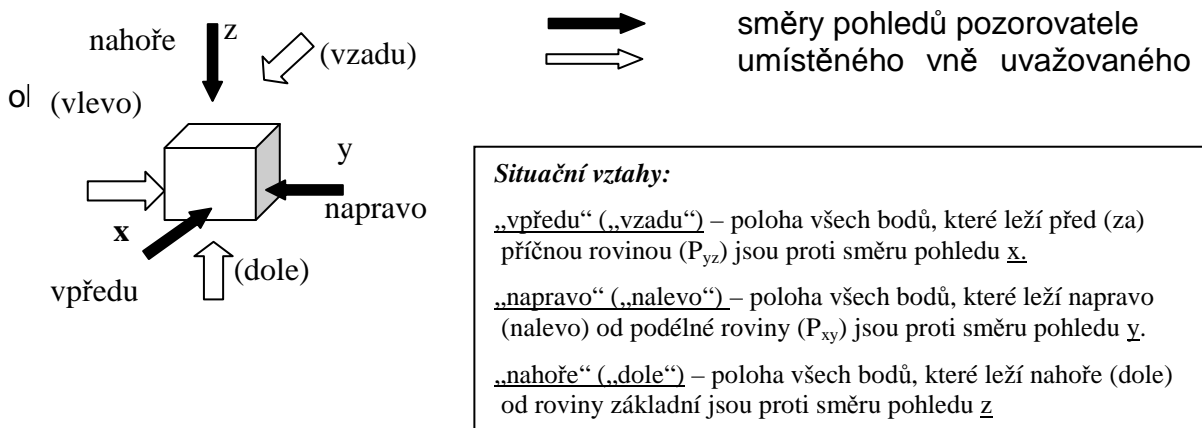 nahoře
z
(vzadu)
ol
(vlevo)
y
napravo
x
(dole)
vpředu
směry pohledů pozorovatele
umístěného vně uvažovaného
Situační vztahy:
„vpředu“ („vzadu“) – poloha všech bodů, které leží před (za)
příčnou rovinou (Pyz) jsou proti směru pohledu x.
„napravo“ („nalevo“) – poloha všech bodů, které leží napravo
(nalevo) od podélné roviny (Pxy) jsou proti směru pohledu y.
„nahoře“ („dole“) – poloha všech bodů, které leží nahoře (dole)
od roviny základní jsou proti směru pohledu z